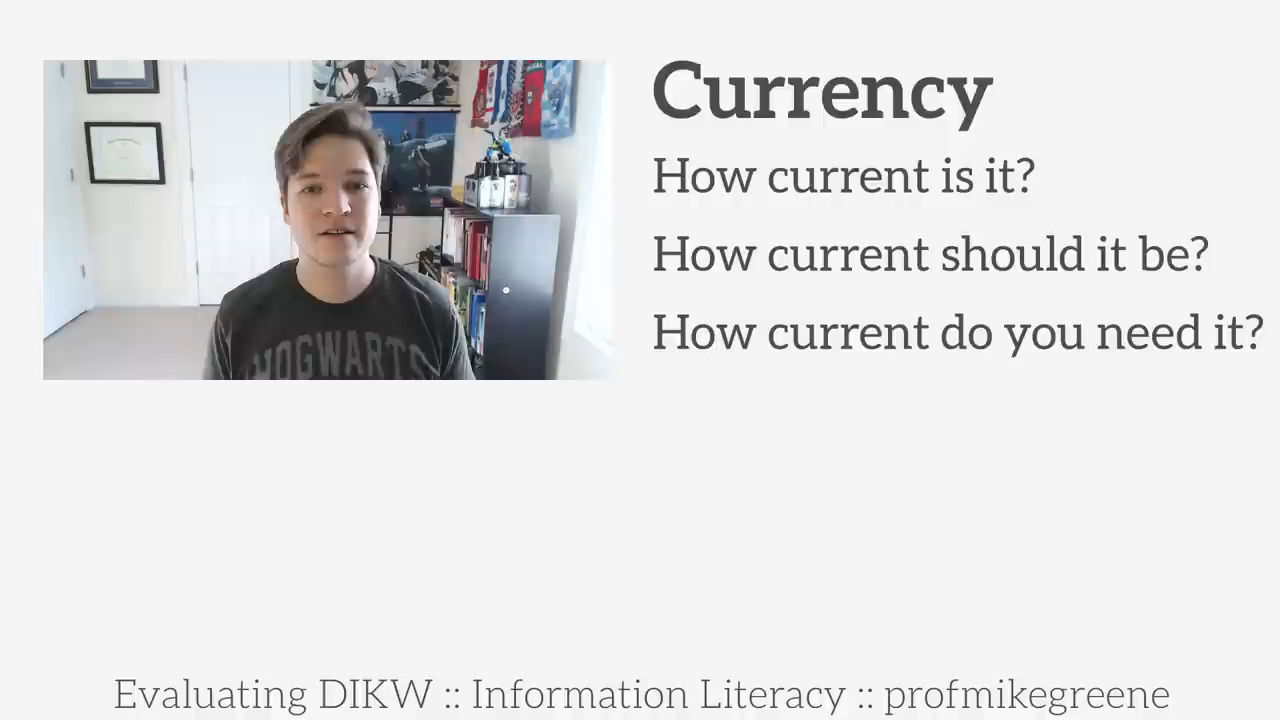 Currency
How current is it?
How current should it be?
How current do you need it?
HOGWARTS
Evaluating DIKW :: Information Literacy :: profmikegreene